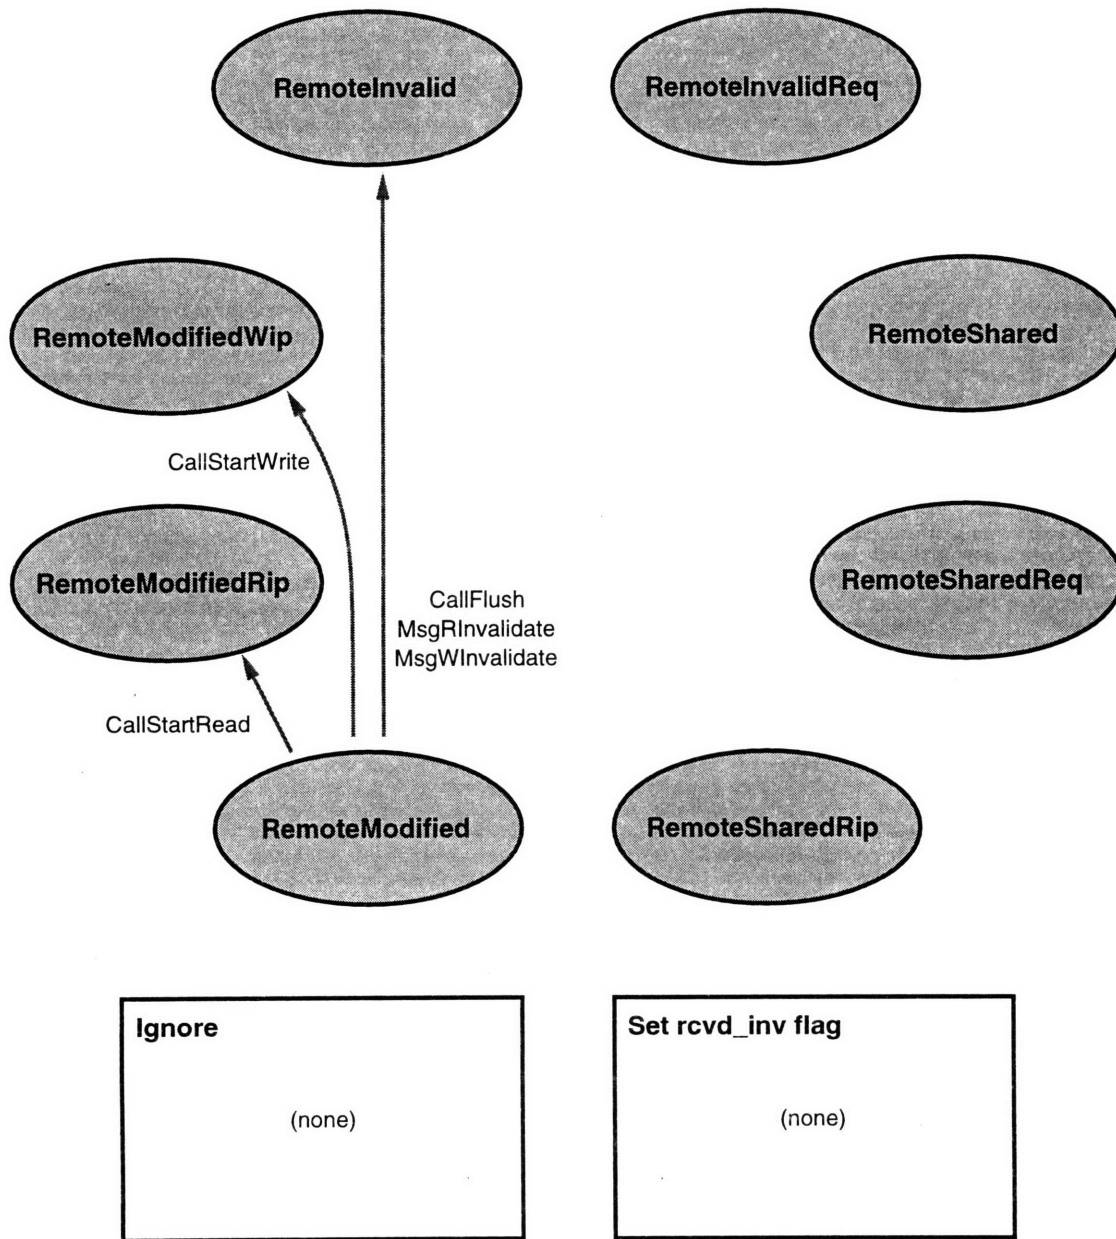 RemoteInvalid
RemoteInvalidReq
RemoteModifiedWip
RemoteShared
CallStartWrite
RemoteModifiedRip
RemoteSharedReq
CallFlush
MsgRInvalidate
MsgWInvalidate
CallStartRead
RemoteModified
RemoteSharedRip
Ignore
(none)
Set rcvd_inv flag
(none)